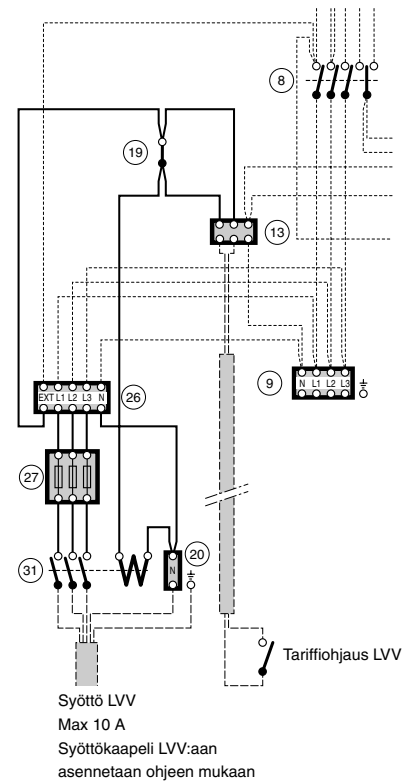 8
19
13
EXT L1 L2 L3 N
26
9
N L1 L2 L3
27
31
20
N
Tariffiohjaus LVV
Syöttö LVV
Max 10 A
Syöttökaapeli LVV:aan
asennetaan ohjeen mukaan